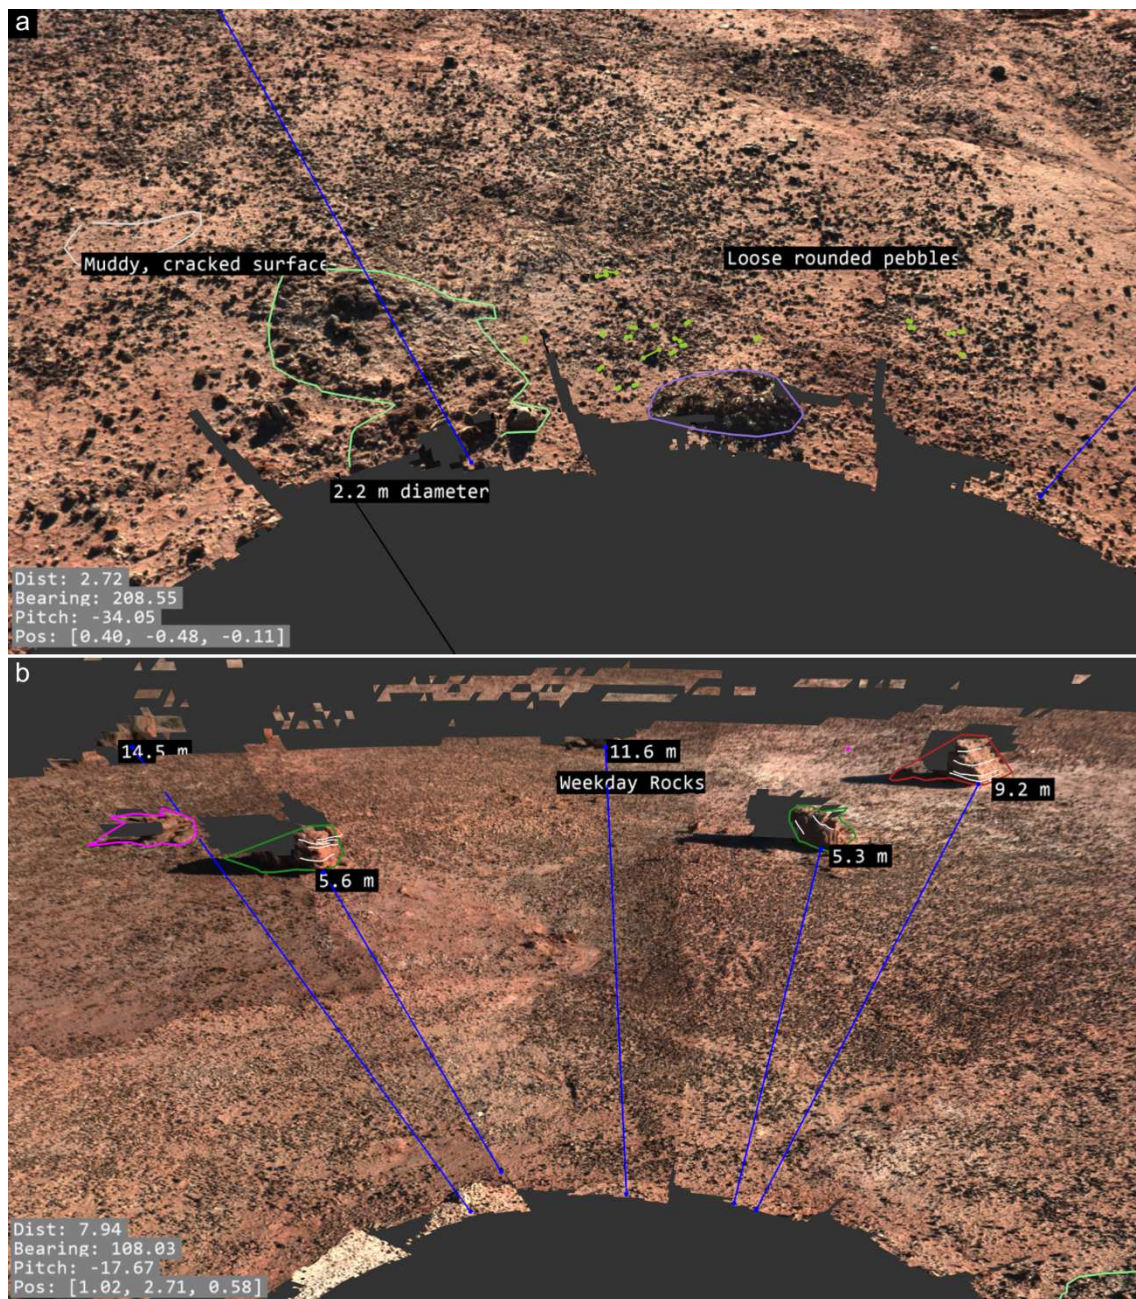 a
Muddy, cracked surface
Loose rounded pebbles
2.2 m diameter
Dist: 2.72
Bearing: 208.55
Pitch: -34.05
Pos: [0.40, -0.48, -0.11]
b
14.5 m
11.6 m
Weekday Rocks
9.2 m
5.3 m
5.6 m
Dist: 7.94
Bearing: 108.03
Pitch: -17.67
Pos: [1.02, 2.71, 0.58]